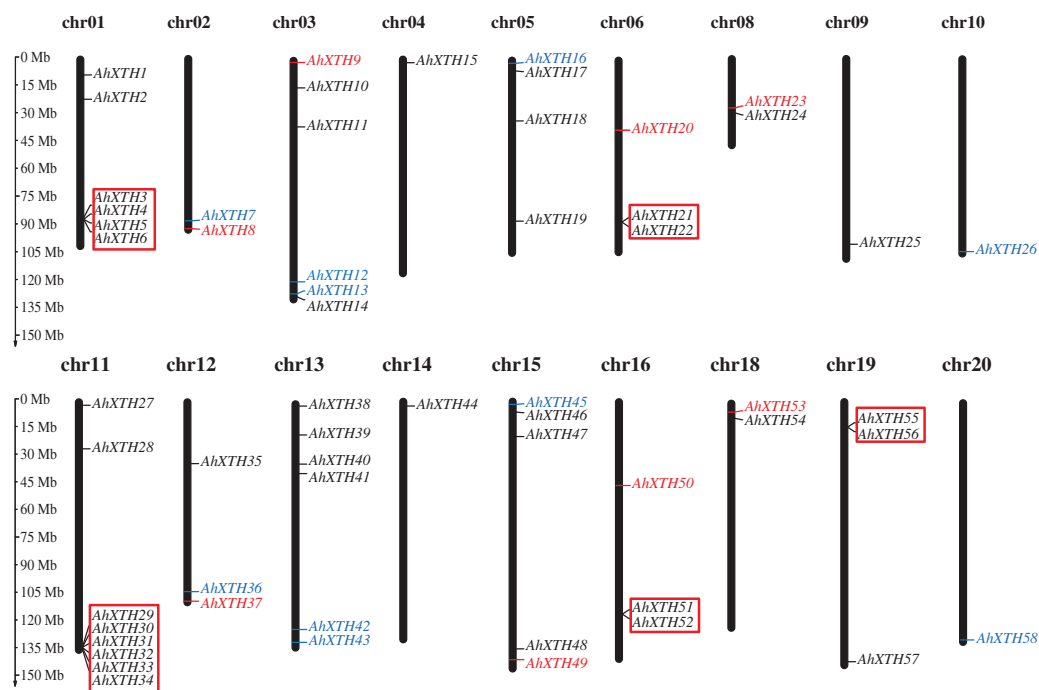 chr01 chr02 chr03 chr04 chr05 chr06 chr08 chr09 chr10
0 Mb
15 Mb
30 Mb
45 Mb
60 Mb
75 Mb
90 Mb
105 Mb
120 Mb
135 Mb
150 Mb
AhXTH1
AhXTH2
AhXTH3
AhXTH4
AhXTH5
AhXTH6
AhXTH7
AhXTH8
AhXTH9
AhXTH10
AhXTH11
AhXTH12
AhXTH13
AhXTH14
AhXTH15
AhXTH16
AhXTH17
AhXTH18
AhXTH19
AhXTH20
AhXTH21
AhXTH22
AhXTH23
AhXTH24
AhXTH25
AhXTH26
chr11 chr12 chr13 chr14 chr15 chr16 chr18 chr19 chr20
0 Mb
15 Mb
30 Mb
45 Mb
60 Mb
75 Mb
90 Mb
105 Mb
120 Mb
135 Mb
150 Mb
AhXTH27
AhXTH28
AhXTH29
AhXTH30
AhXTH31
AhXTH32
AhXTH33
AhXTH34
AhXTH35
AhXTH36
AhXTH37
AhXTH38
AhXTH39
AhXTH40
AhXTH41
AhXTH42
AhXTH43
AhXTH44
AhXTH45
AhXTH46
AhXTH47
AhXTH48
AhXTH49
AhXTH50
AhXTH51
AhXTH52
AhXTH53
AhXTH54
AhXTH55
AhXTH56
AhXTH57
AhXTH58